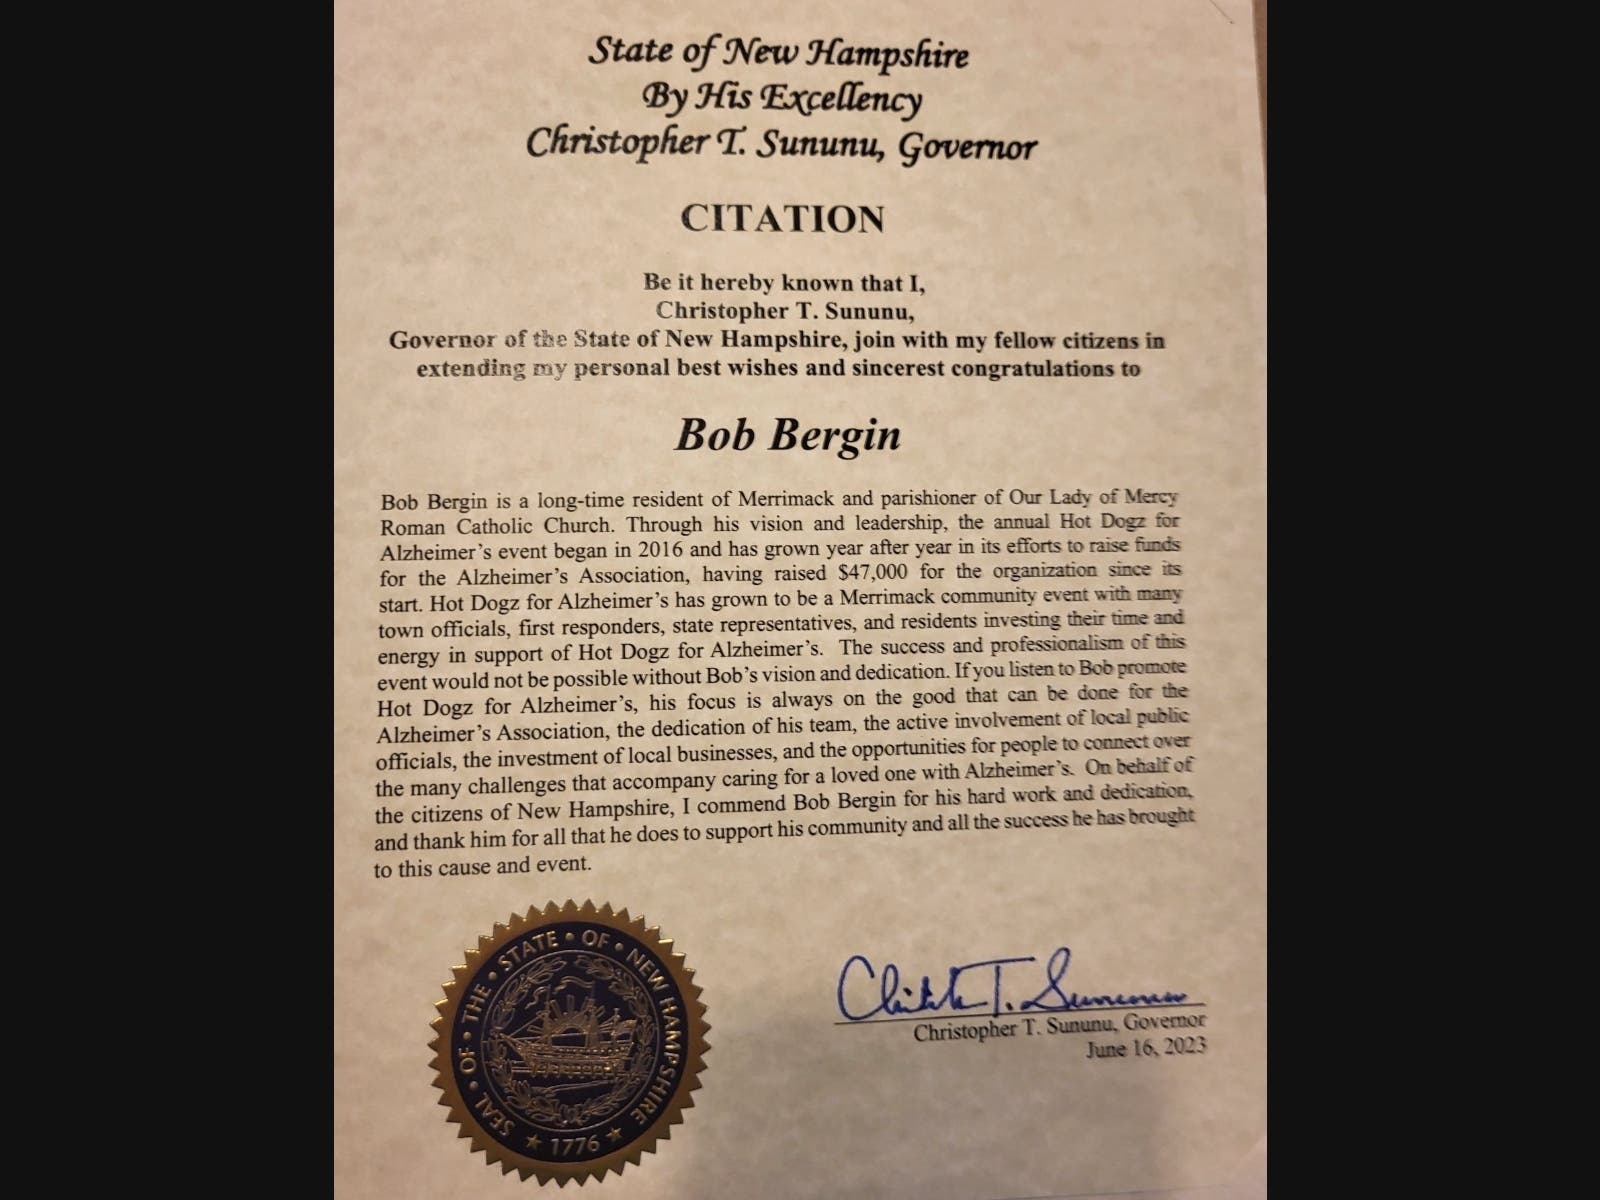 State of New Hampshire
By His Excellency
Christopher T. Sununu, Governor
CITATION
Be it hereby known that I,
Christopher T. Sununu,
Governor of the State of New Hampshire, join with my fellow citizens in
extending my personal best wishes and sincerest congratulations to
Bob Bergin
Bob Bergin is a long-time resident of Merrimack and parishioner of Our Lady of Mercy
Roman Catholic Church. Through his vision and leadership, the annual Hot Dogz for
Alzheimer's event began in 2016 and has grown year after year in its efforts to raise funds
for the Alzheimer's Association, having raised $47,000 for the organization since its
start. Hot Dogz for Alzheimer's has grown to be a Merrimack community event with many
town officials, first responders, state representatives, and residents investing their time and
energy in support of Hot Dogz for Alzheimer's. The success and professionalism of this
event would not be possible without Bob's vision and dedication. If you listen to Bob promote
Hot Dogz for Alzheimer's, his focus is always on the good that can be done for the
Alzheimer's Association, the dedication of his team, the active involvement of local public
officials, the investment of local businesses, and the opportunities for people to connect over
the many challenges that accompany caring for a loved one with Alzheimer's. On behalf of
the citizens of New Hampshire, I commend Bob Bergin for his hard work and dedication,
and thank him for all that he does to support his community and all the success he has brought
to this cause and event.
SEAL • OF • THE • STATE • OF • NEW HAMPSHIRE
★ 1776 ★
Christopher T. Sununu
Christopher T. Sununu, Governor
June 16, 2023